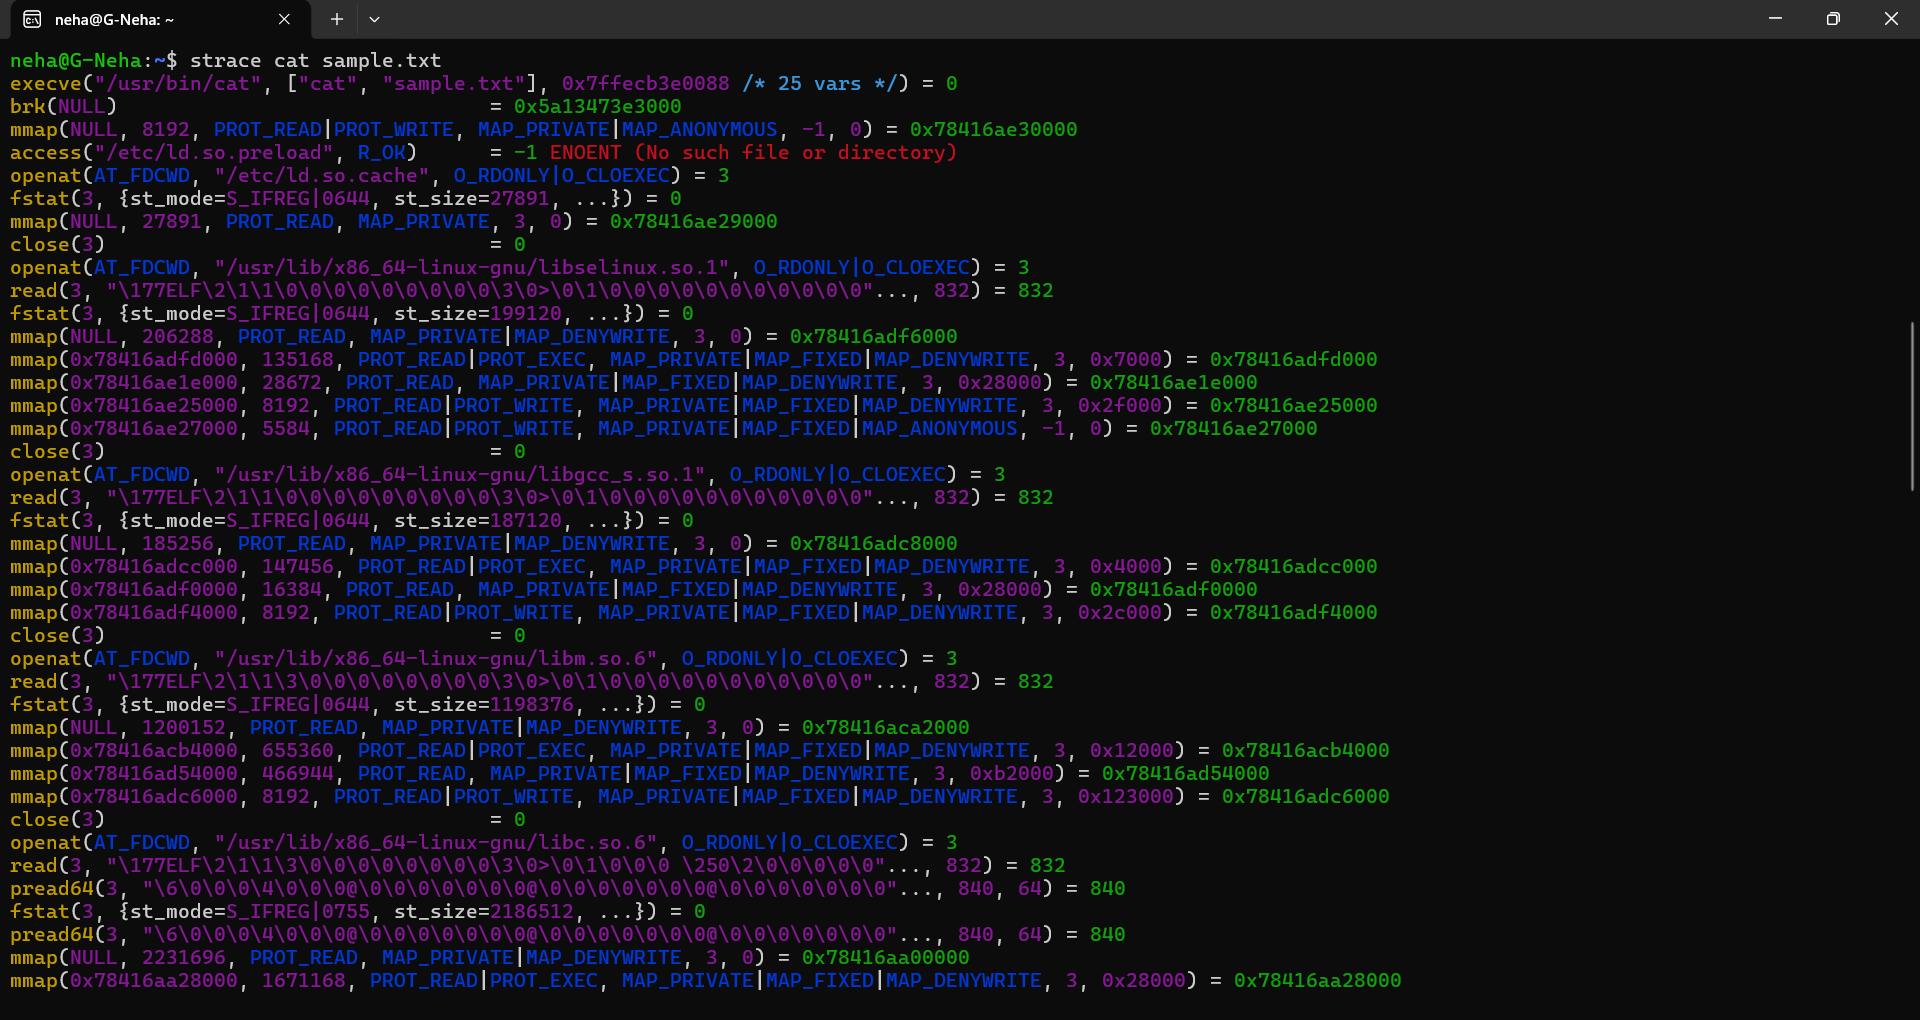 neha@G-Neha: ~
neha@G-Neha:~$ strace cat sample.txt
execve("/usr/bin/cat", ["cat", "sample.txt"], 0x7ffecb3e0088 /* 25 vars */) = 0
brk(NULL)                               = 0x5a13473e3000
mmap(NULL, 8192, PROT_READ|PROT_WRITE, MAP_PRIVATE|MAP_ANONYMOUS, -1, 0) = 0x78416ae30000
access("/etc/ld.so.preload", R_OK)      = -1 ENOENT (No such file or directory)
openat(AT_FDCWD, "/etc/ld.so.cache", O_RDONLY|O_CLOEXEC) = 3
fstat(3, {st_mode=S_IFREG|0644, st_size=27891, ...}) = 0
mmap(NULL, 27891, PROT_READ, MAP_PRIVATE, 3, 0) = 0x78416ae29000
close(3)                                = 0
openat(AT_FDCWD, "/usr/lib/x86_64-linux-gnu/libselinux.so.1", O_RDONLY|O_CLOEXEC) = 3
read(3, "\177ELF\2\1\1\0\0\0\0\0\0\0\0\0\3\0>\0\1\0\0\0\0\0\0\0\0\0\0\0"..., 832) = 832
fstat(3, {st_mode=S_IFREG|0644, st_size=199120, ...}) = 0
mmap(NULL, 206288, PROT_READ, MAP_PRIVATE|MAP_DENYWRITE, 3, 0) = 0x78416adf6000
mmap(0x78416adfd000, 135168, PROT_READ|PROT_EXEC, MAP_PRIVATE|MAP_FIXED|MAP_DENYWRITE, 3, 0x7000) = 0x78416adfd000
mmap(0x78416ae1e000, 28672, PROT_READ, MAP_PRIVATE|MAP_FIXED|MAP_DENYWRITE, 3, 0x28000) = 0x78416ae1e000
mmap(0x78416ae25000, 8192, PROT_READ|PROT_WRITE, MAP_PRIVATE|MAP_FIXED|MAP_DENYWRITE, 3, 0x2f000) = 0x78416ae25000
mmap(0x78416ae27000, 5584, PROT_READ|PROT_WRITE, MAP_PRIVATE|MAP_FIXED|MAP_ANONYMOUS, -1, 0) = 0x78416ae27000
close(3)                                = 0
openat(AT_FDCWD, "/usr/lib/x86_64-linux-gnu/libgcc_s.so.1", O_RDONLY|O_CLOEXEC) = 3
read(3, "\177ELF\2\1\1\0\0\0\0\0\0\0\0\0\3\0>\0\1\0\0\0\0\0\0\0\0\0\0\0"..., 832) = 832
fstat(3, {st_mode=S_IFREG|0644, st_size=187120, ...}) = 0
mmap(NULL, 185256, PROT_READ, MAP_PRIVATE|MAP_DENYWRITE, 3, 0) = 0x78416adc8000
mmap(0x78416adcc000, 147456, PROT_READ|PROT_EXEC, MAP_PRIVATE|MAP_FIXED|MAP_DENYWRITE, 3, 0x4000) = 0x78416adcc000
mmap(0x78416adf0000, 16384, PROT_READ, MAP_PRIVATE|MAP_FIXED|MAP_DENYWRITE, 3, 0x28000) = 0x78416adf0000
mmap(0x78416adf4000, 8192, PROT_READ|PROT_WRITE, MAP_PRIVATE|MAP_FIXED|MAP_DENYWRITE, 3, 0x2c000) = 0x78416adf4000
close(3)                                = 0
openat(AT_FDCWD, "/usr/lib/x86_64-linux-gnu/libm.so.6", O_RDONLY|O_CLOEXEC) = 3
read(3, "\177ELF\2\1\1\3\0\0\0\0\0\0\0\0\3\0>\0\1\0\0\0\0\0\0\0\0\0\0\0"..., 832) = 832
fstat(3, {st_mode=S_IFREG|0644, st_size=1198376, ...}) = 0
mmap(NULL, 1200152, PROT_READ, MAP_PRIVATE|MAP_DENYWRITE, 3, 0) = 0x78416aca2000
mmap(0x78416acb4000, 655360, PROT_READ|PROT_EXEC, MAP_PRIVATE|MAP_FIXED|MAP_DENYWRITE, 3, 0x12000) = 0x78416acb4000
mmap(0x78416ad54000, 466944, PROT_READ, MAP_PRIVATE|MAP_FIXED|MAP_DENYWRITE, 3, 0xb2000) = 0x78416ad54000
mmap(0x78416adc6000, 8192, PROT_READ|PROT_WRITE, MAP_PRIVATE|MAP_FIXED|MAP_DENYWRITE, 3, 0x123000) = 0x78416adc6000
close(3)                                = 0
openat(AT_FDCWD, "/usr/lib/x86_64-linux-gnu/libc.so.6", O_RDONLY|O_CLOEXEC) = 3
read(3, "\177ELF\2\1\1\3\0\0\0\0\0\0\0\0\3\0>\0\1\0\0\0 \250\2\0\0\0\0\0"..., 832) = 832
pread64(3, "\6\0\0\0\4\0\0\0@\0\0\0\0\0\0\0@\0\0\0\0\0\0\0@\0\0\0\0\0\0\0"..., 840, 64) = 840
fstat(3, {st_mode=S_IFREG|0755, st_size=2186512, ...}) = 0
pread64(3, "\6\0\0\0\4\0\0\0@\0\0\0\0\0\0\0@\0\0\0\0\0\0\0@\0\0\0\0\0\0\0"..., 840, 64) = 840
mmap(NULL, 2231696, PROT_READ, MAP_PRIVATE|MAP_DENYWRITE, 3, 0) = 0x78416aa00000
mmap(0x78416aa28000, 1671168, PROT_READ|PROT_EXEC, MAP_PRIVATE|MAP_FIXED|MAP_DENYWRITE, 3, 0x28000) = 0x78416aa28000